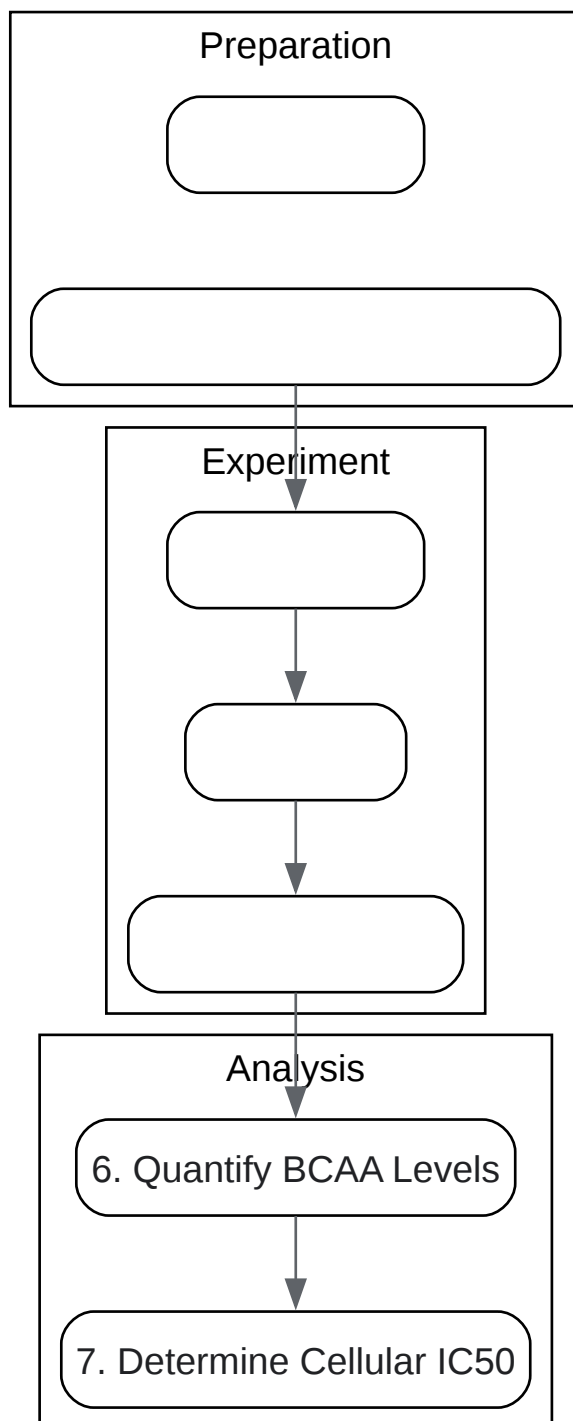 Preparation
Experiment
Analysis
6. Quantify BCAA Levels
7. Determine Cellular IC50